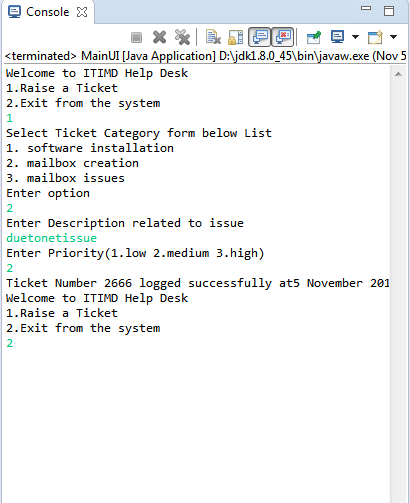 Console
<terminated> MainUI [Java Application] D:\jdk1.8.0_45\bin\javaw.exe (Nov 5
Welcome to ITIMD Help Desk
1.Raise a Ticket
2.Exit from the system
1
Select Ticket Category form below List
1. software installation
2. mailbox creation
3. mailbox issues
Enter option
2
Enter Description related to issue
duetonetissue
Enter Priority(1.low 2.medium 3.high)
2
Ticket Number 2666 logged successfully at5 November 201
Welcome to ITIMD Help Desk
1.Raise a Ticket
2.Exit from the system
2